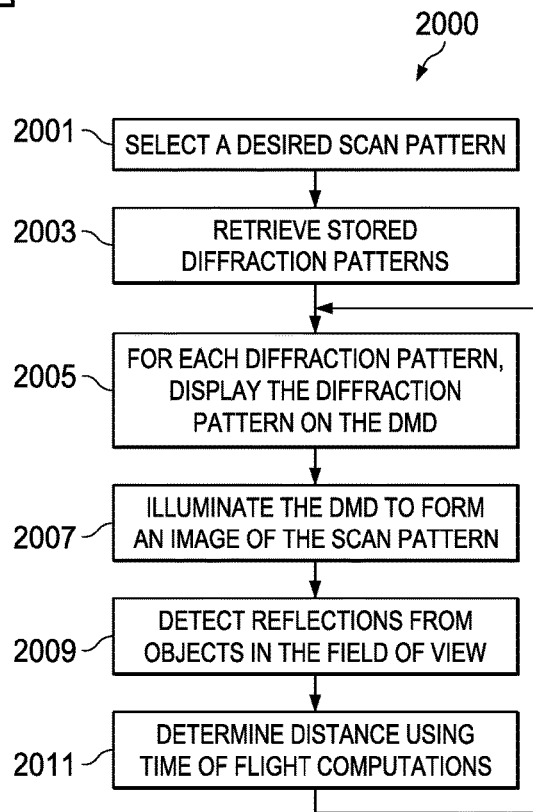 2000
2001
SELECT A DESIRED SCAN PATTERN
2003
RETRIEVE STORED
DIFFRACTION PATTERNS
2005
FOR EACH DIFFRACTION PATTERN,
DISPLAY THE DIFFRACTION
PATTERN ON THE DMD
2007
ILLUMINATE THE DMD TO FORM
AN IMAGE OF THE SCAN PATTERN
2009
DETECT REFLECTIONS FROM
OBJECTS IN THE FIELD OF VIEW
2011
DETERMINE DISTANCE USING
TIME OF FLIGHT COMPUTATIONS